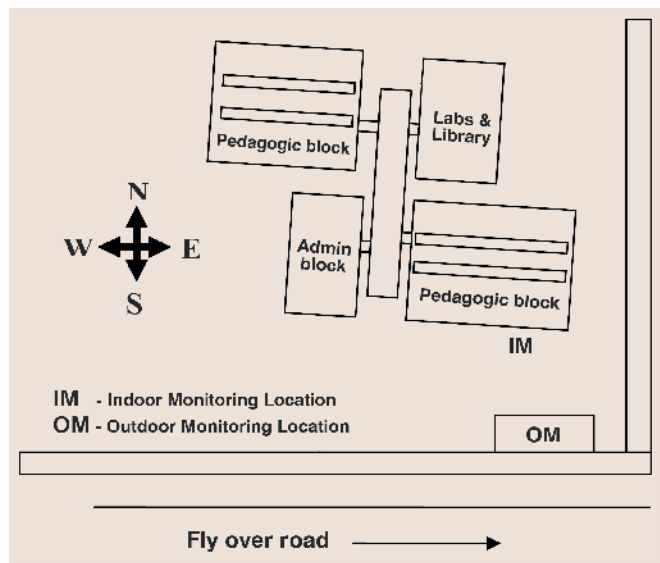 Pedagogic block
Labs &
Library
N
W E
S
Admin
block
Pedagogic block
IM
IM - Indoor Monitoring Location
OM - Outdoor Monitoring Location
OM
Fly over road